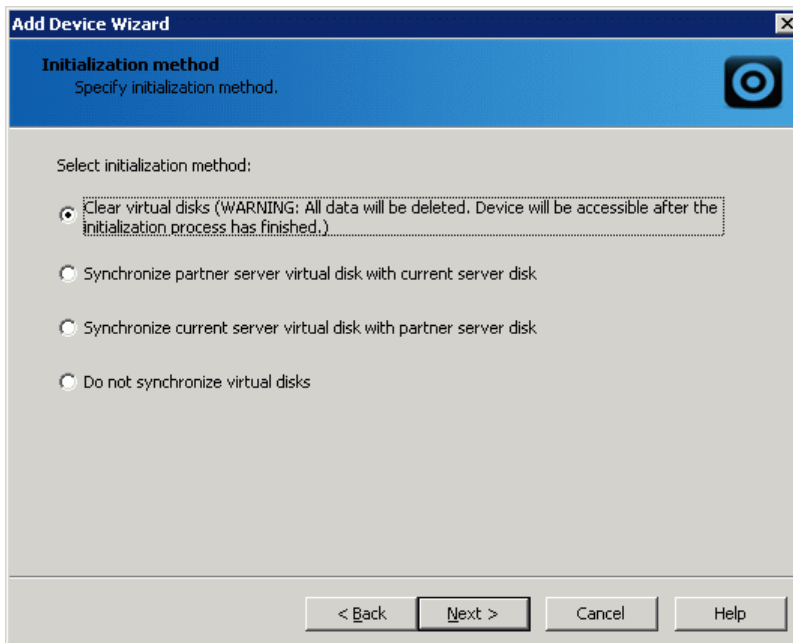 Add Device Wizard
Initialization method
Specify initialization method.
Select initialization method:
Clear virtual disks (WARNING: All data will be deleted. Device will be accessible after the
initialization process has finished.)
Synchronize partner server virtual disk with current server disk
Synchronize current server virtual disk with partner server disk
Do not synchronize virtual disks
< Back Next > Cancel Help